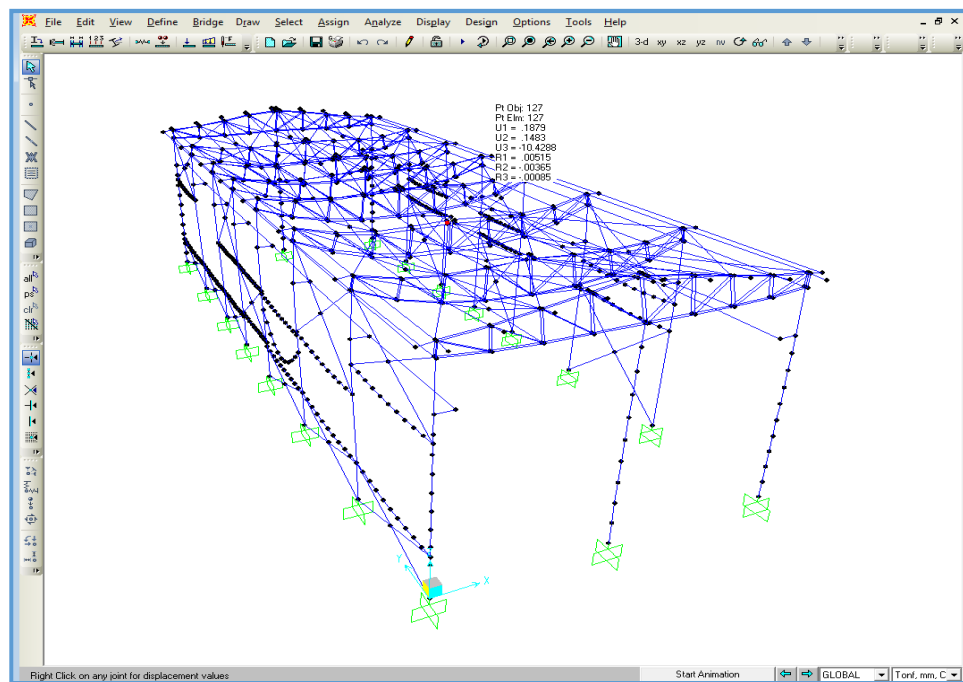 File Edit View Define Bridge Draw Select Assign Analyze Display Design Options Tools Help
3-d xy xz yz nv
Pt Obj: 127
Pt Elm: 127
U1 = .1879
U2 = .1483
U3 = -10.4288
R1 = .00515
R2 = -.00365
R3 = -.00085
all
ps
clr
Y
X
Right Click on any joint for displacement values
Start Animation
GLOBAL
Tonf, mm, C